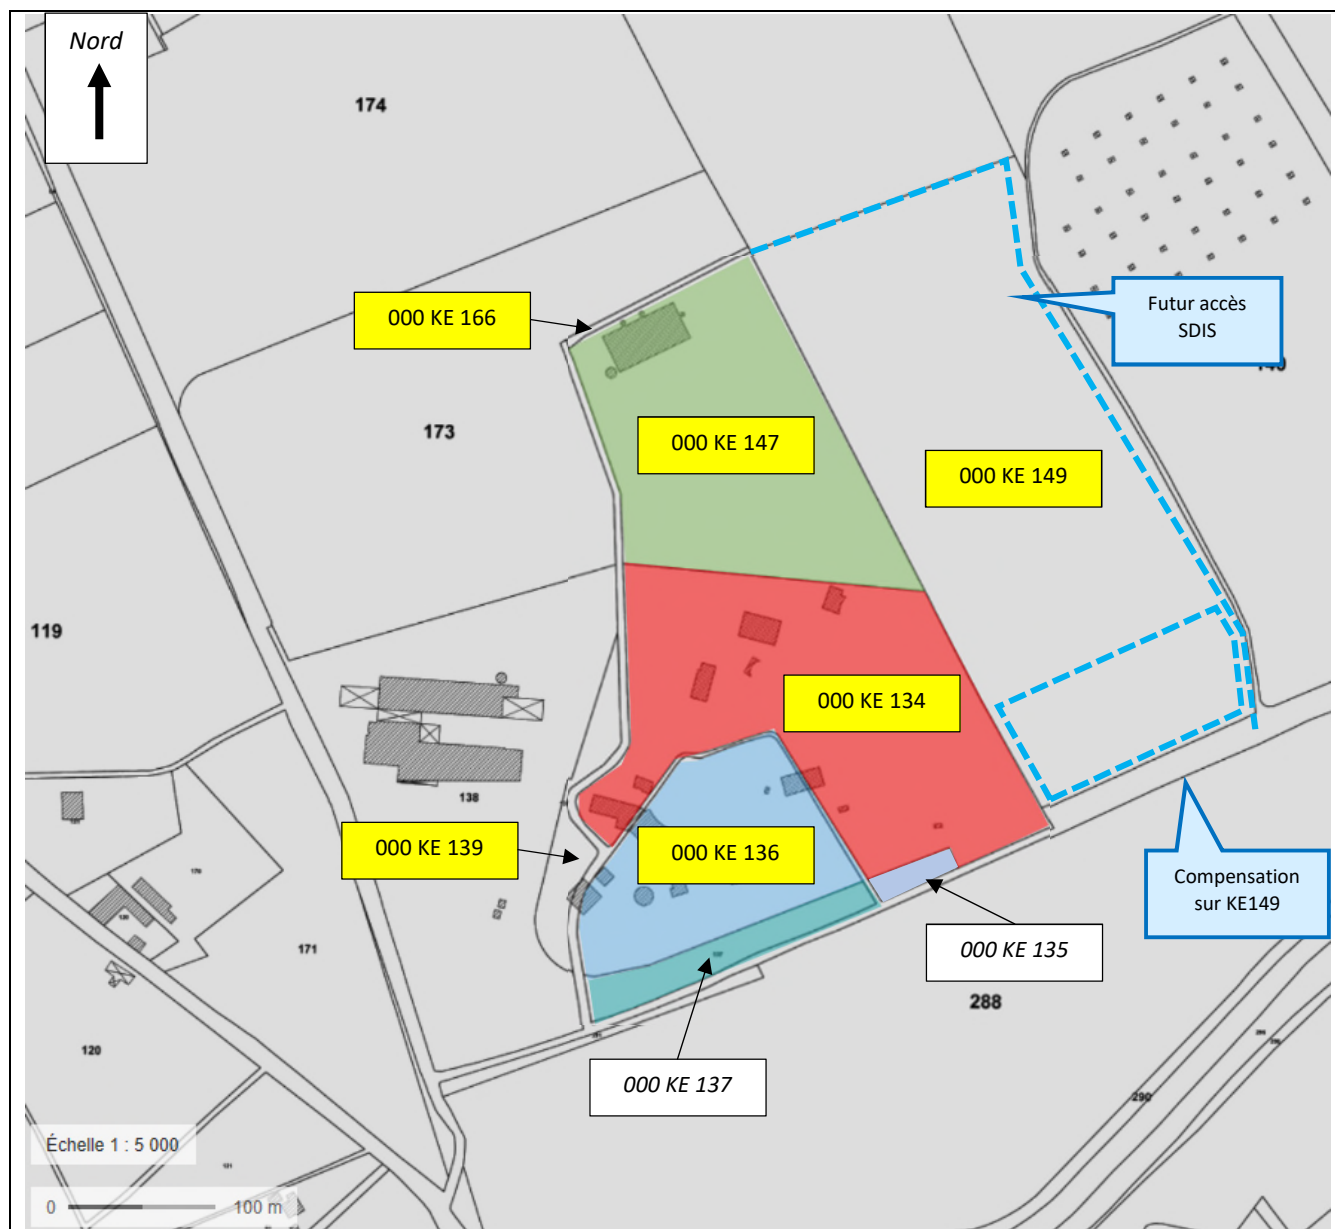 Nord
174
000 KE 166
Futur accès
SDIS
173
000 KE 147
000 KE 149
119
000 KE 134
138
000 KE 139
000 KE 136
Compensation
sur KE149
170
171
000 KE 135
288
120
000 KE 137
290
Échelle 1 : 5 000
0
100 m